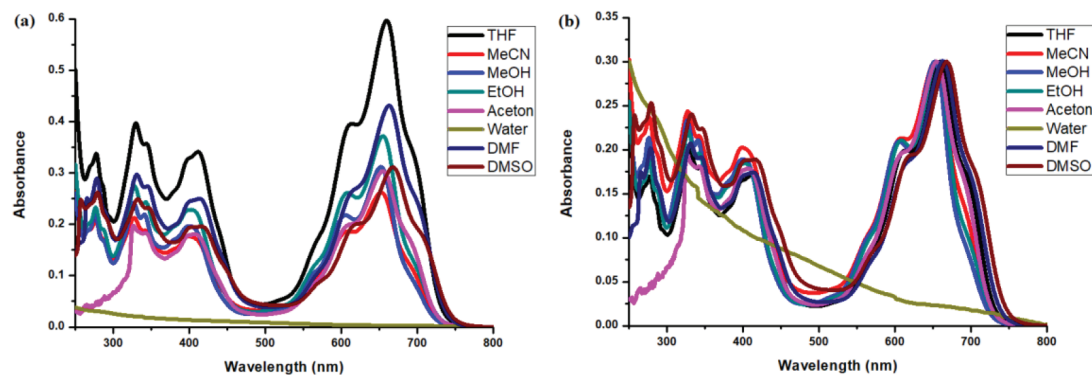 (a)
0.6
0.5
0.4
0.3
0.2
0.1
0.0
Absorbance
300 400 500 600 700 800
Wavelength (nm)
THF
MeCN
MeOH
EtOH
Aceton
Water
DMF
DMSO
(b)
0.30
0.25
0.20
0.15
0.10
0.05
0.00
Absorbance
300 400 500 600 700 800
Wavelength (nm)
THF
MeCN
MeOH
EtOH
Aceton
Water
DMF
DMSO